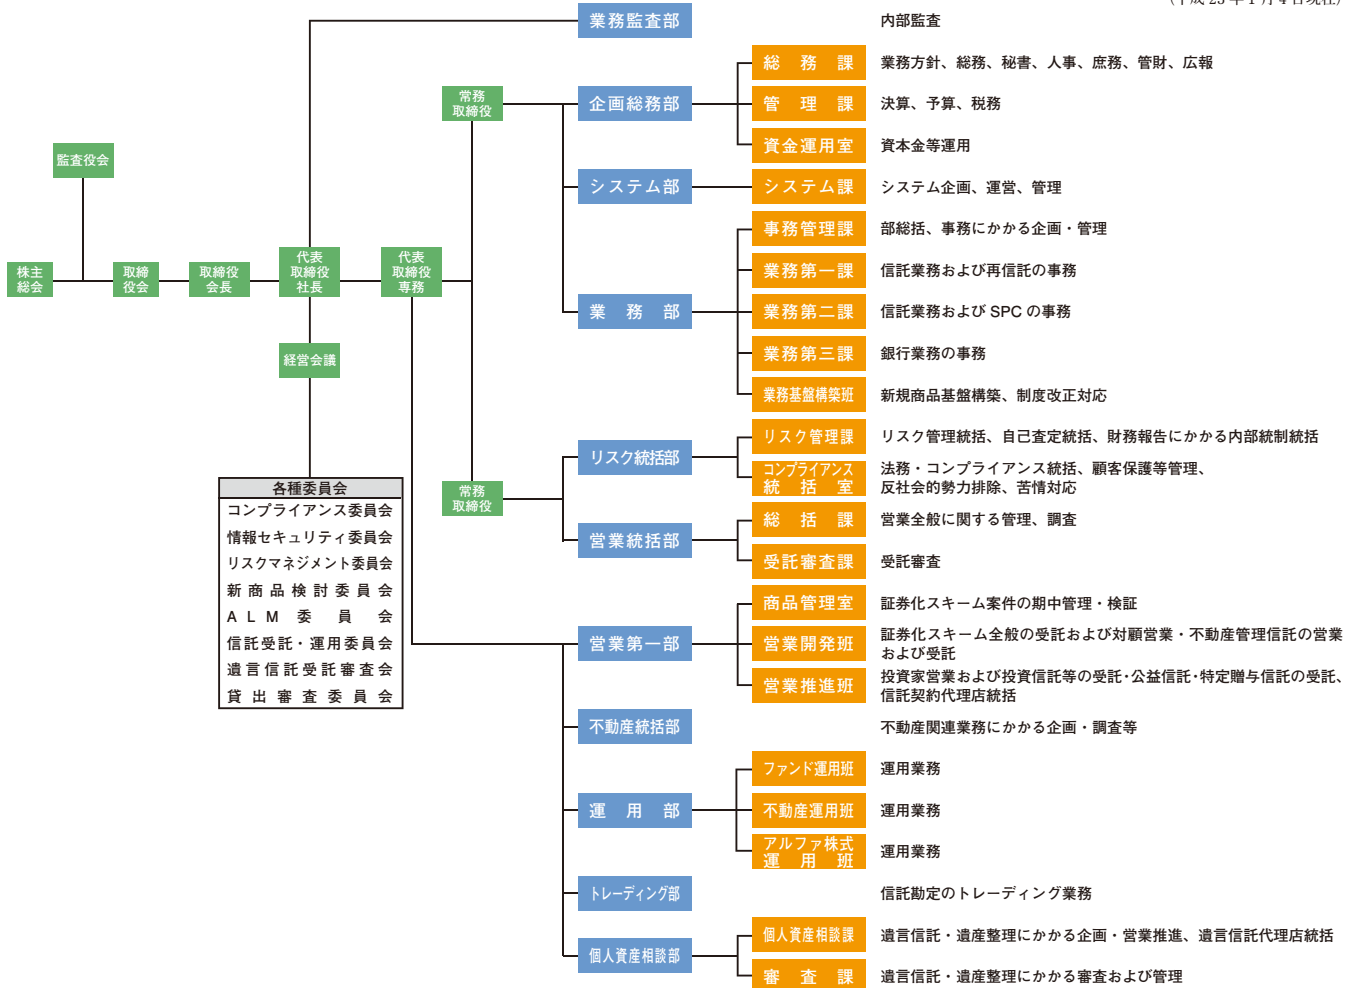 (平成 23 年 1 月 4 日現在)
業務監査部
内部監査
総務課
業務方針、総務、秘書、人事、庶務、管財、広報
常務
取締役
企画総務部
管理課
決算、予算、税務
資金運用室
資本金等運用
監査役会
システム部
システム課
システム企画、運営、管理
事務管理課
部総括、事務にかかる企画・管理
株主
総会
取締
役会
取締役
会長
代表
取締役
社長
代表
取締役
専務
業務第一課
信託業務および再信託の事務
業務部
業務第二課
信託業務および SPC の事務
経営会議
業務第三課
銀行業務の事務
業務基盤構築班
新規商品基盤構築、制度改正対応
リスク統括部
リスク管理課
リスク管理統括、自己査定統括、財務報告にかかる内部統制統括
コンプライアンス
統括室
法務・コンプライアンス統括、顧客保護等管理、
反社会的勢力排除、苦情対応
常務
取締役
営業統括部
総括課
営業全般に関する管理、調査
受託審査課
受託審査
各種委員会
コンプライアンス委員会
情報セキュリティ委員会
リスクマネジメント委員会
新商品検討委員会
ALM委員会
信託受託・運用委員会
遺言信託受託審査会
貸出審査委員会
営業第一部
商品管理室
証券化スキーム案件の期中管理・検証
営業開発班
証券化スキーム全般の受託および対顧営業・不動産管理信託の営業
および受託
営業推進班
投資家営業および投資信託等の受託・公益信託・特定贈与信託の受託、
信託契約代理店統括
不動産統括部
不動産関連業務にかかる企画・調査等
運用部
ファンド運用班
運用業務
不動産運用班
運用業務
アルファ株式
運用班
運用業務
トレーディング部
信託勘定のトレーディング業務
個人資産相談部
個人資産相談課
遺言信託・遺産整理にかかる企画・営業推進、遺言信託代理店統括
審査課
遺言信託・遺産整理にかかる審査および管理